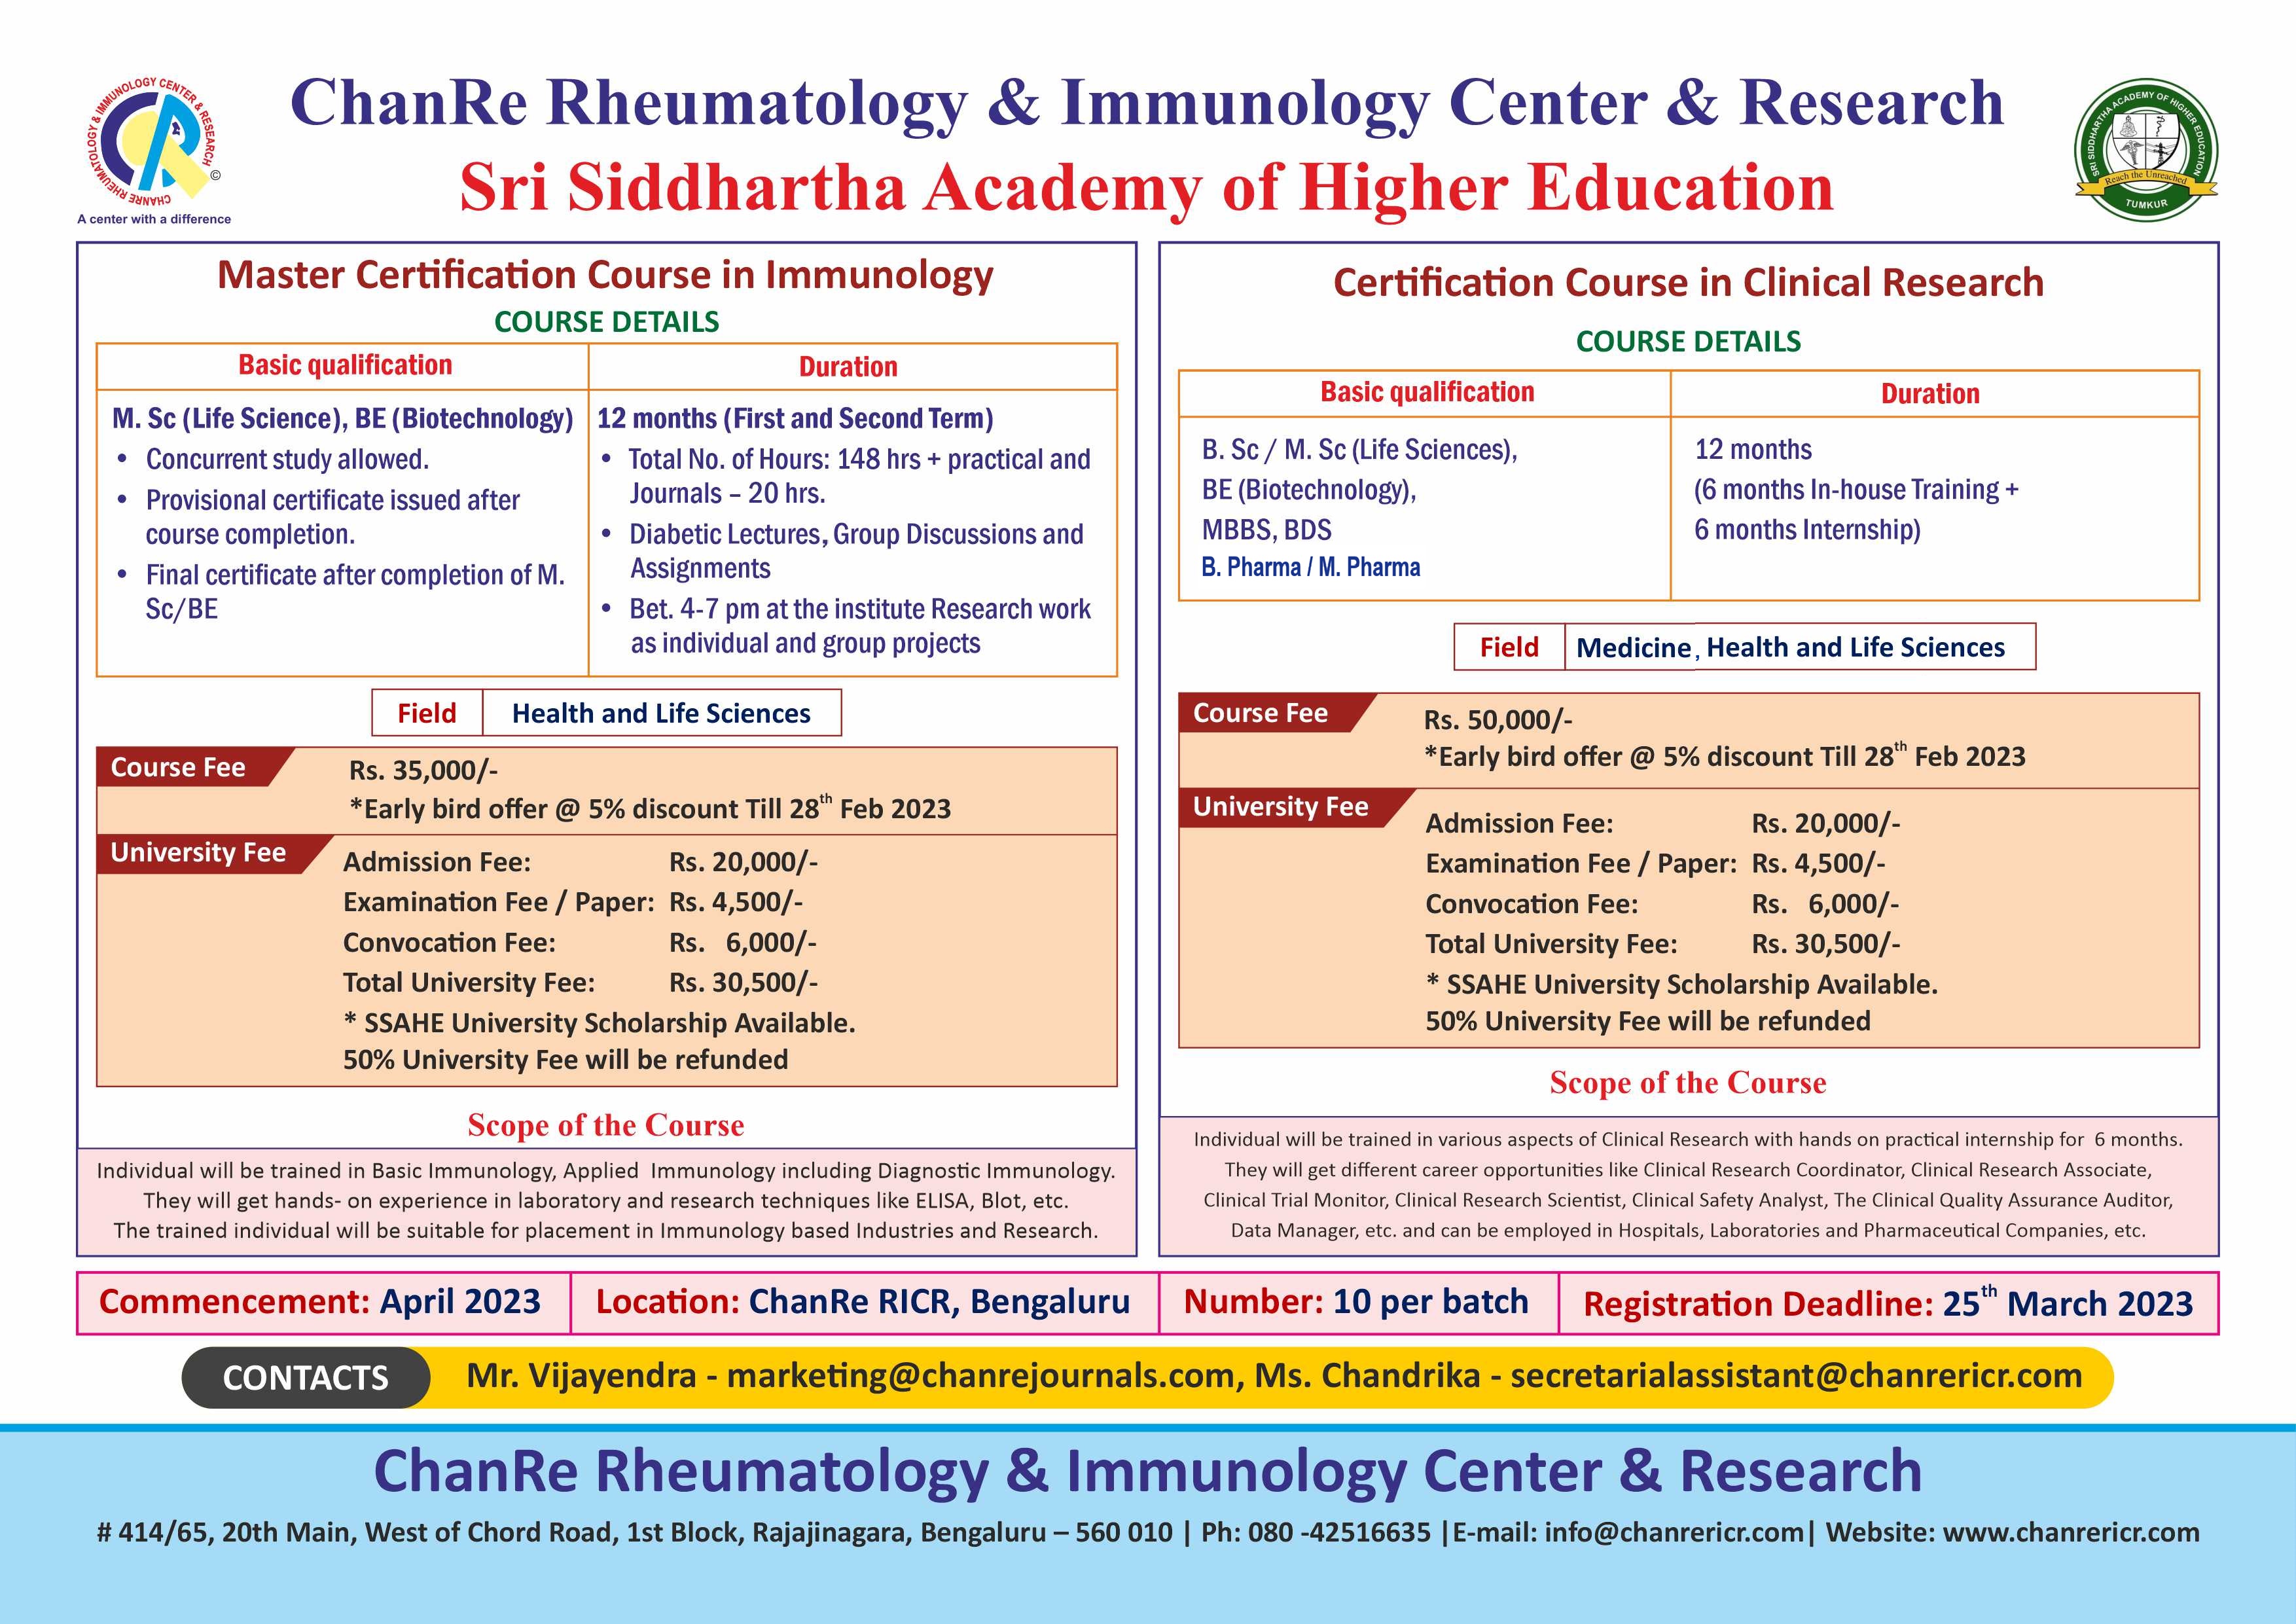 CHANRE RHEUMATOLOGY & IMMUNOLOGY CENTER & RESEARCH
©
A center with a difference
ChanRe Rheumatology & Immunology Center & Research
Sri Siddhartha Academy of Higher Education
SRI SIDDHARTHA ACADEMY OF HIGHER EDUCATION
Reach the Unreached
TUMKUR
Master Certification Course in Immunology
COURSE DETAILS
Basic qualification
M. Sc (Life Science), BE (Biotechnology)
• Concurrent study allowed.
• Provisional certificate issued after
course completion.
• Final certificate after completion of M.
Sc/BE
Duration
12 months (First and Second Term)
• Total No. of Hours: 148 hrs + practical and
Journals – 20 hrs.
• Diabetic Lectures, Group Discussions and
Assignments
• Bet. 4-7 pm at the institute Research work
as individual and group projects
Field Health and Life Sciences
Course Fee
Rs. 35,000/-
*Early bird offer @ 5% discount Till 28th Feb 2023
University Fee
Admission Fee: Rs. 20,000/-
Examination Fee / Paper: Rs. 4,500/-
Convocation Fee: Rs. 6,000/-
Total University Fee: Rs. 30,500/-
* SSAHE University Scholarship Available.
50% University Fee will be refunded
Scope of the Course
Individual will be trained in Basic Immunology, Applied Immunology including Diagnostic Immunology.
They will get hands- on experience in laboratory and research techniques like ELISA, Blot, etc.
The trained individual will be suitable for placement in Immunology based Industries and Research.
Certification Course in Clinical Research
COURSE DETAILS
Basic qualification
B. Sc / M. Sc (Life Sciences),
BE (Biotechnology),
MBBS, BDS
B. Pharma / M. Pharma
Duration
12 months
(6 months In-house Training +
6 months Internship)
Field Medicine, Health and Life Sciences
Course Fee
Rs. 50,000/-
*Early bird offer @ 5% discount Till 28th Feb 2023
University Fee
Admission Fee: Rs. 20,000/-
Examination Fee / Paper: Rs. 4,500/-
Convocation Fee: Rs. 6,000/-
Total University Fee: Rs. 30,500/-
* SSAHE University Scholarship Available.
50% University Fee will be refunded
Scope of the Course
Individual will be trained in various aspects of Clinical Research with hands on practical internship for 6 months.
They will get different career opportunities like Clinical Research Coordinator, Clinical Research Associate,
Clinical Trial Monitor, Clinical Research Scientist, Clinical Safety Analyst, The Clinical Quality Assurance Auditor,
Data Manager, etc. and can be employed in Hospitals, Laboratories and Pharmaceutical Companies, etc.
Commencement: April 2023
Location: ChanRe RICR, Bengaluru
Number: 10 per batch
Registration Deadline: 25th March 2023
CONTACTS
Mr. Vijayendra - marketing@chanrejournals.com, Ms. Chandrika - secretarialassistant@chanrericr.com
ChanRe Rheumatology & Immunology Center & Research
# 414/65, 20th Main, West of Chord Road, 1st Block, Rajajinagara, Bengaluru – 560 010 | Ph: 080 -42516635 |E-mail: info@chanrericr.com| Website: www.chanrericr.com